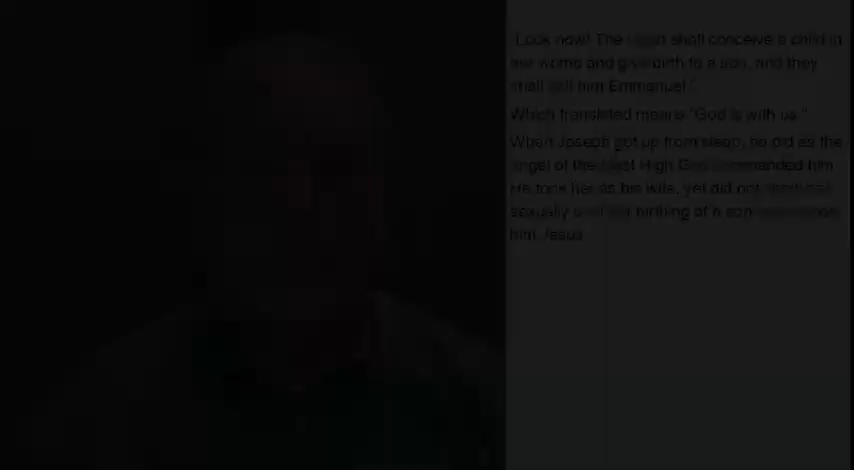 Look now! The virgin shall conceive a child in
her womb and give birth to a son, and they
shall call him Emmanuel."
Which translated means "God is with us."
When Joseph got up from sleep, he did as the
angel of the Most High God commanded him
He took her as his wife, yet did not
sexually until the birthing of a son
him Jesus